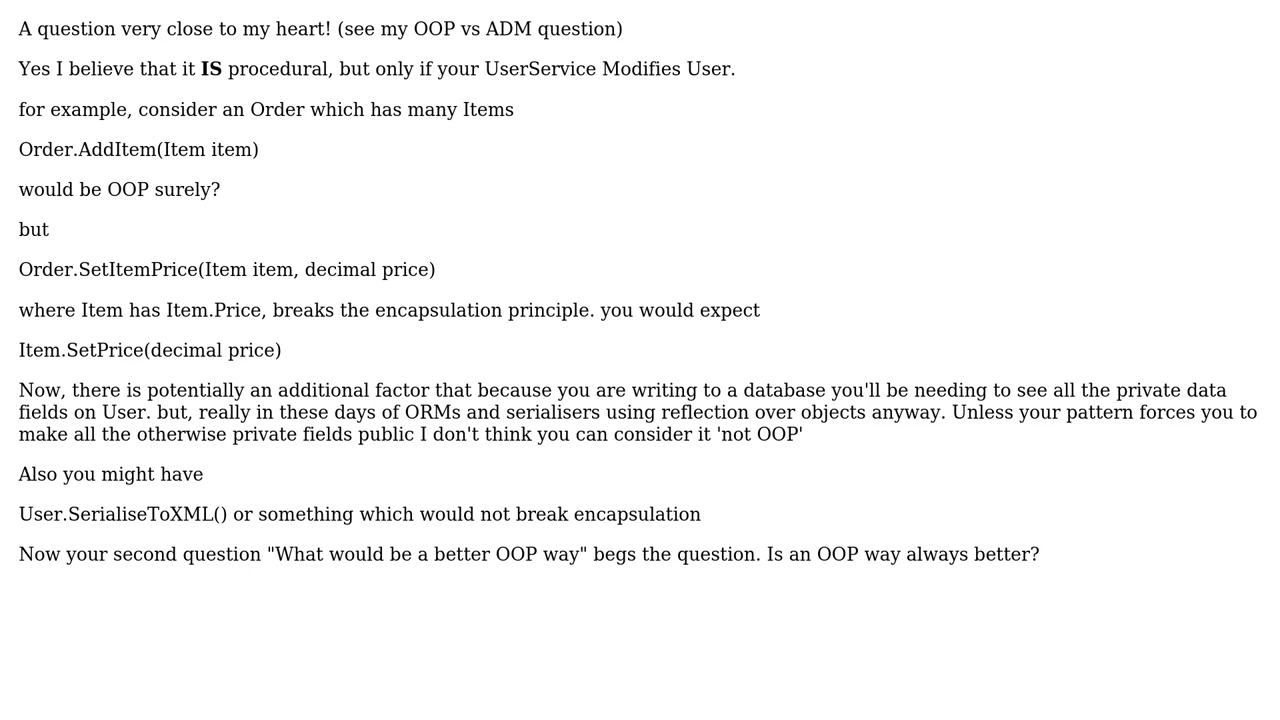 A question very close to my heart! (see my OOP vs ADM question)
Yes I believe that it IS procedural, but only if your UserService Modifies User.
for example, consider an Order which has many Items
Order.AddItem(Item item)
would be OOP surely?
but
Order.SetItemPrice(Item item, decimal price)
where Item has Item.Price, breaks the encapsulation principle. you would expect
Item.SetPrice(decimal price)
Now, there is potentially an additional factor that because you are writing to a database you'll be needing to see all the private data
fields on User. but, really in these days of ORMs and serialisers using reflection over objects anyway. Unless your pattern forces you to
make all the otherwise private fields public I don't think you can consider it 'not OOP'
Also you might have
User.SerialiseToXML() or something which would not break encapsulation
Now your second question "What would be a better OOP way" begs the question. Is an OOP way always better?